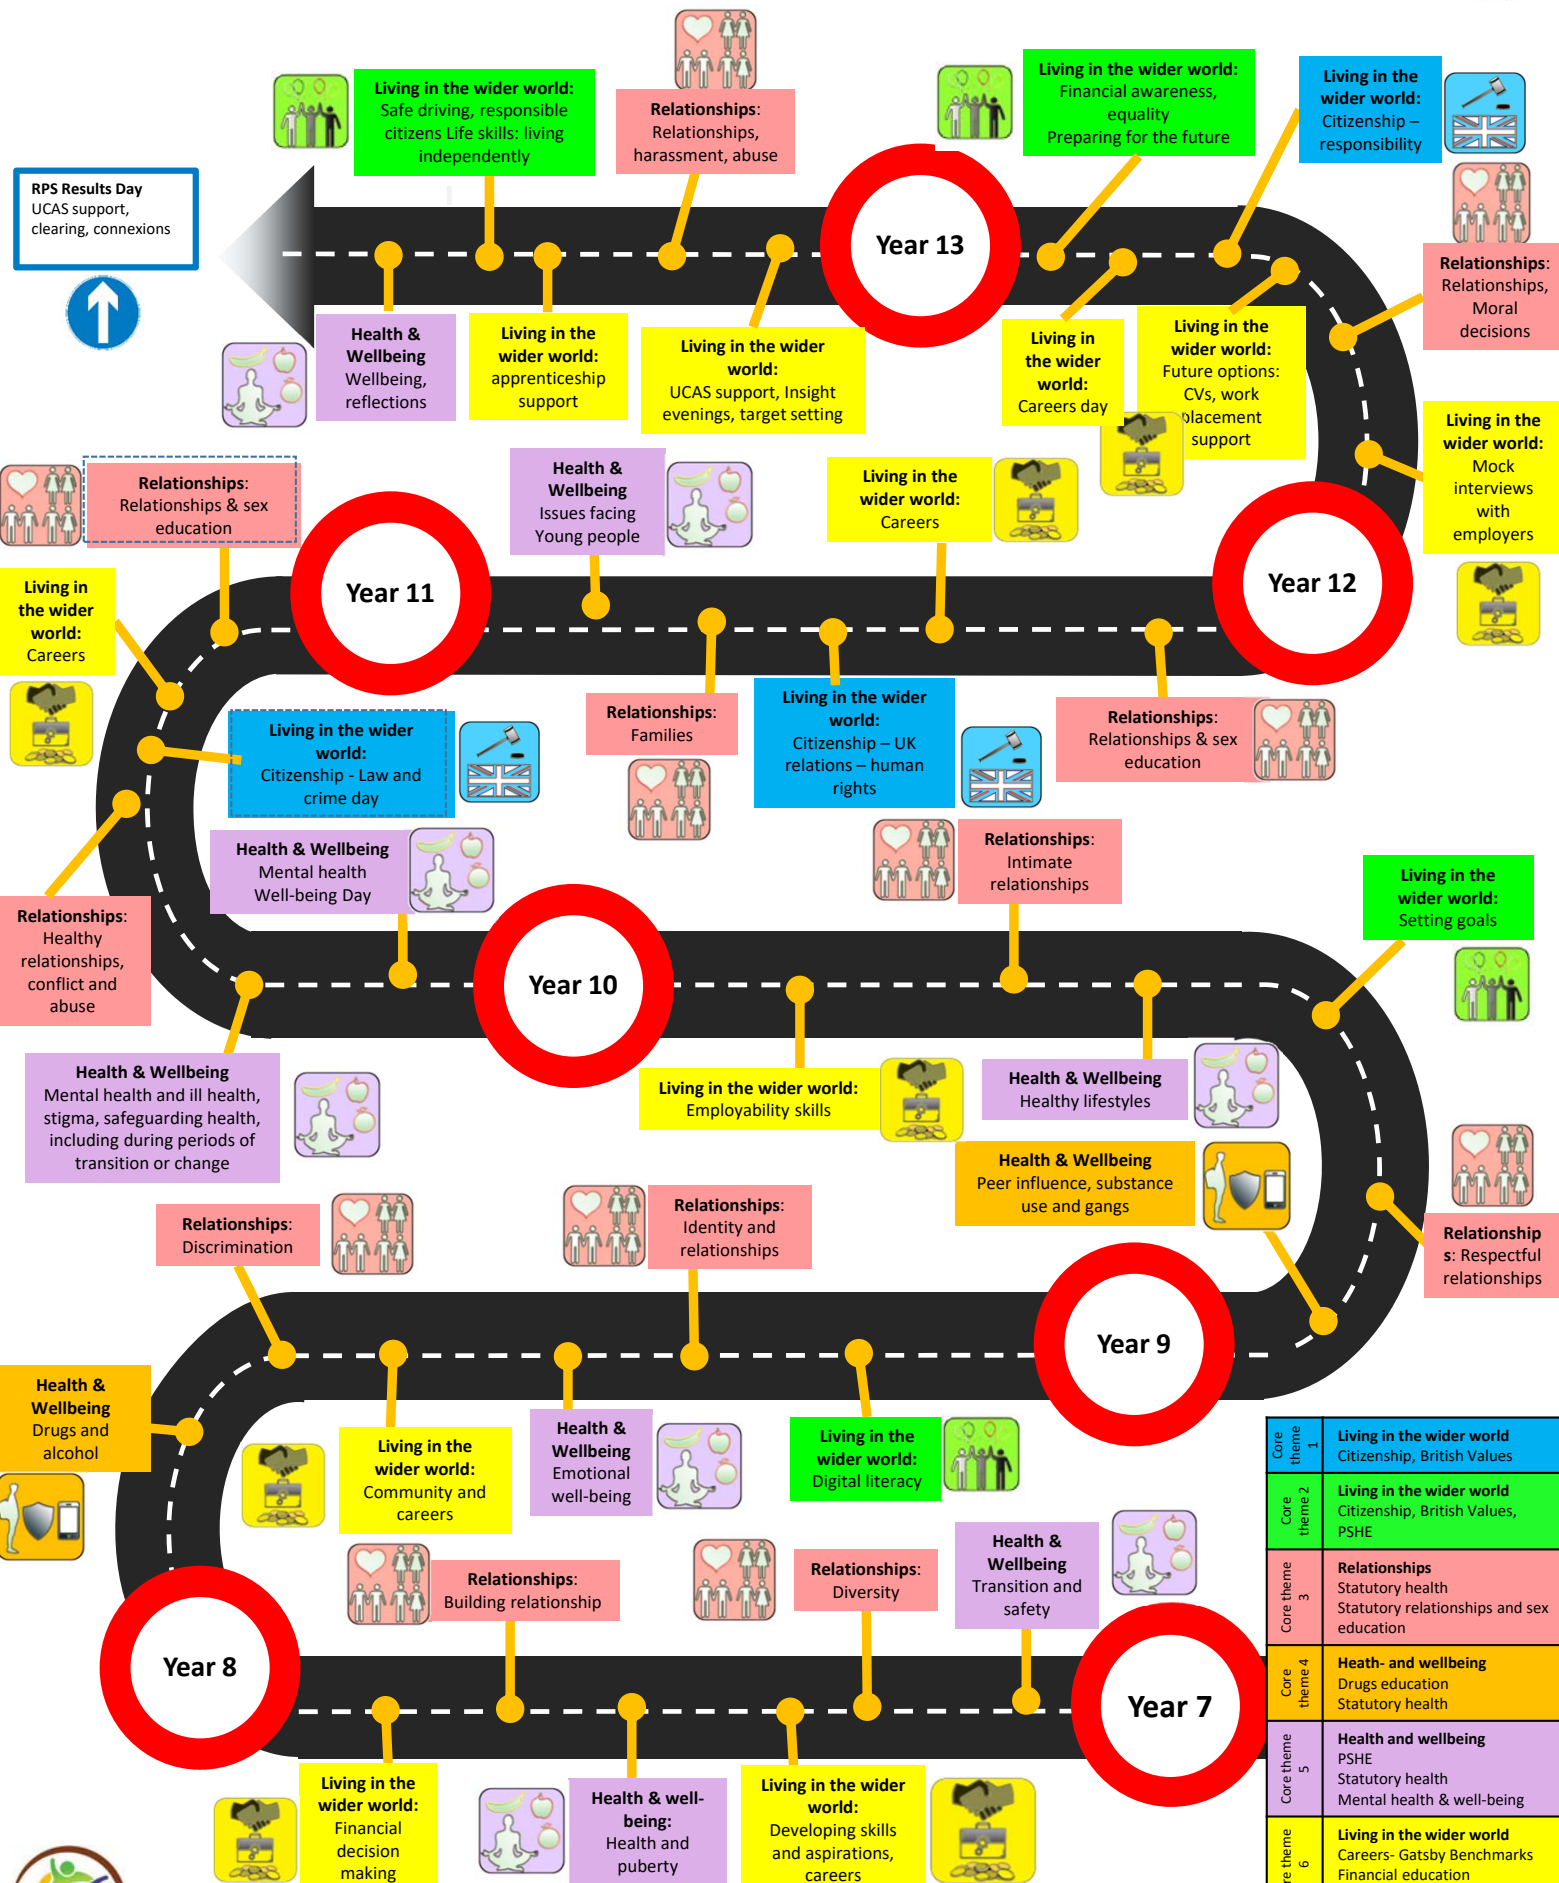 Living in the wider world:
Safe driving, responsible
citizens Life skills: living
independently
Relationships:
Relationships,
harassment, abuse
Living in the wider world:
Financial awareness,
equality
Preparing for the future
Living in the
wider world:
Citizenship –
responsibility
RPS Results Day
UCAS support,
clearing, connexions
Year 13
Relationships:
Relationships,
Moral
decisions
Health &
Wellbeing
Wellbeing,
reflections
Living in the
wider world:
apprenticeship
support
Living in the wider
world:
UCAS support, Insight
evenings, target setting
Living in
the wider
world:
Careers day
Living in the
wider world:
Future options:
CVs, work
placement
support
Living in the
wider world:
Mock
interviews
with
employers
Relationships:
Relationships & sex
education
Health &
Wellbeing
Issues facing
Young people
Living in the
wider world:
Careers
Year 11
Year 12
Living in
the wider
world:
Careers
Living in the wider
world:
Citizenship - Law and
crime day
Relationships:
Families
Living in the wider
world:
Citizenship – UK
relations – human
rights
Relationships:
Relationships & sex
education
Health & Wellbeing
Mental health
Well-being Day
Relationships:
Intimate
relationships
Living in the
wider world:
Setting goals
Relationships:
Healthy
relationships,
conflict and
abuse
Year 10
Health & Wellbeing
Mental health and ill health,
stigma, safeguarding health,
including during periods of
transition or change
Living in the wider world:
Employability skills
Health & Wellbeing
Healthy lifestyles
Health & Wellbeing
Peer influence, substance
use and gangs
Relationships:
Discrimination
Relationships:
Identity and
relationships
Relationship
s: Respectful
relationships
Year 9
Health &
Wellbeing
Drugs and
alcohol
Living in the
wider world:
Community and
careers
Health &
Wellbeing
Emotional
well-being
Living in the
wider world:
Digital literacy
Relationships:
Building relationship
Relationships:
Diversity
Health &
Wellbeing
Transition and
safety
Year 8
Year 7
Living in the
wider world:
Financial
decision
making
Health & well-
being:
Health and
puberty
Living in the wider
world:
Developing skills
and aspirations,
careers
Core
theme
1
Living in the wider world
Citizenship, British Values
Core
theme 2
Living in the wider world
Citizenship, British Values,
PSHE
Core theme
3
Relationships
Statutory health
Statutory relationships and sex
education
Core
theme 4
Heath- and wellbeing
Drugs education
Statutory health
Core theme
5
Health and wellbeing
PSHE
Statutory health
Mental health & well-being
re theme
6
Living in the wider world
Careers- Gatsby Benchmarks
Financial education